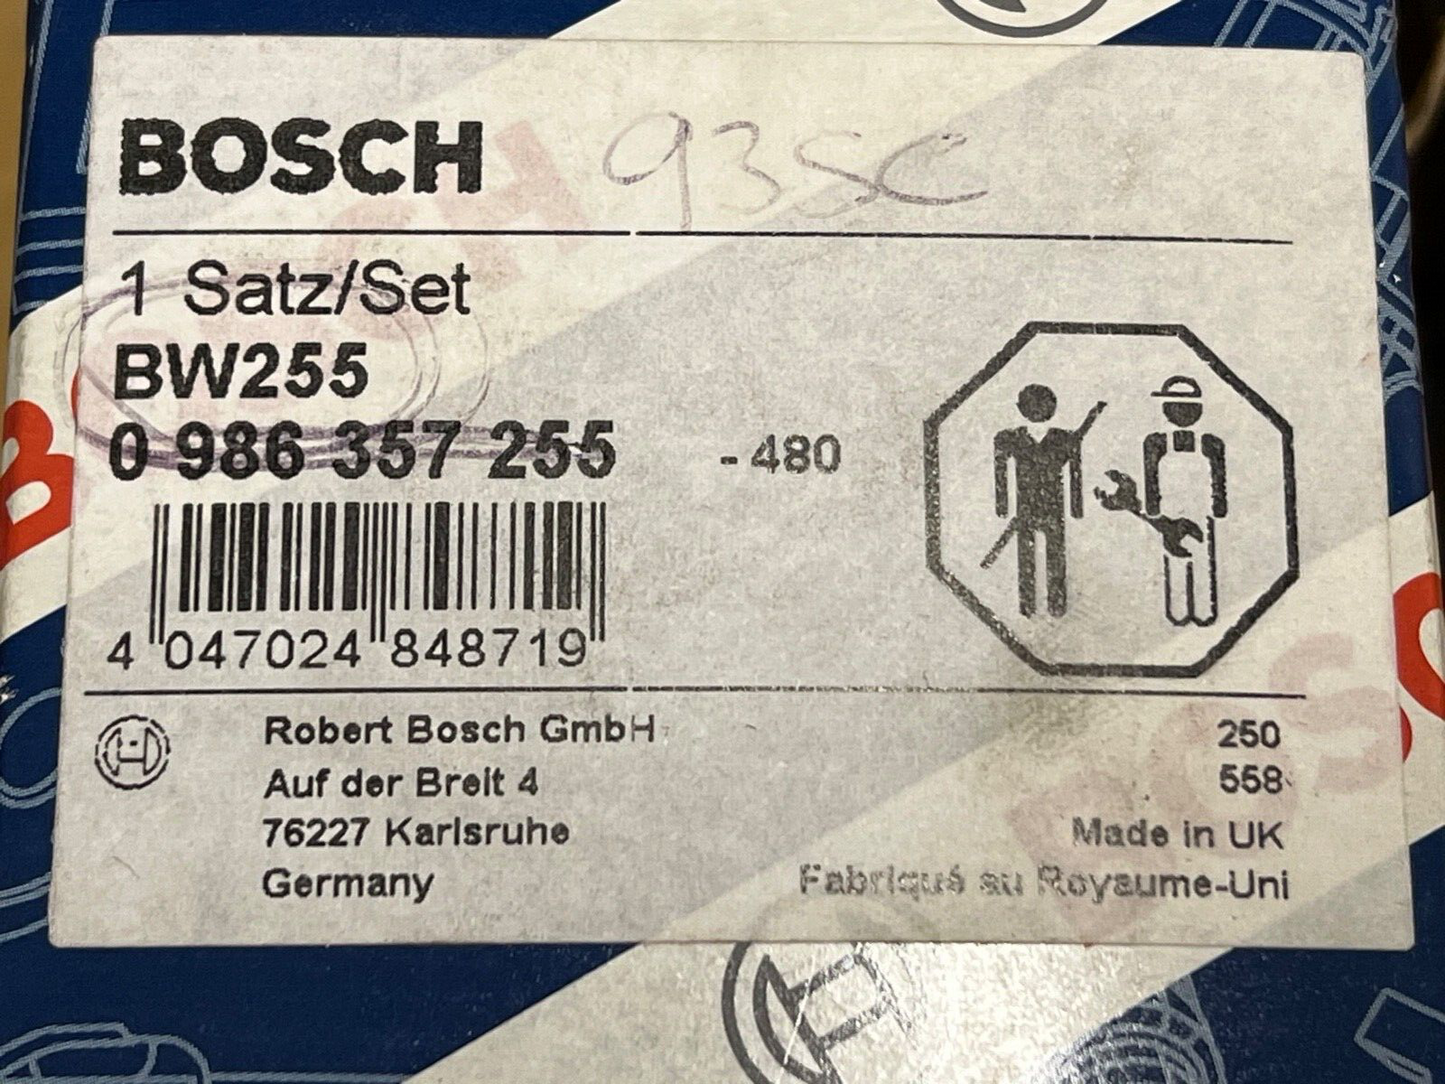 BOSCH 93SC
1 Satz/Set
BW255
0 986 357 255 - 480
4 047024 848719
Robert Bosch GmbH 250
Auf der Breit 4 558
76227 Karlsruhe Made in UK
Germany Fabriqué au Royaume-Uni